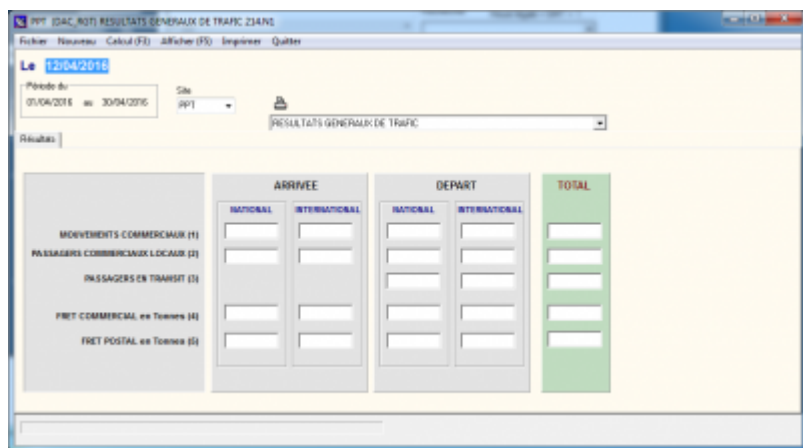 PPT (DAC_RGT) RESULTATS GENERAUX DE TRAFIC Z14.N1
Fichier Nouveau Calcul (F3) Afficher (F5) Imprimer Quitter
Le 12/04/2016
Période du
01/04/2016 au 30/04/2016
Site
PPT
RESULTATS GENERAUX DE TRAFIC
Résultats
ARRIVEE DEPART TOTAL
NATIONAL INTERNATIONAL NATIONAL INTERNATIONAL
MOUVEMENTS COMMERCIAUX (1)
PASSAGERS COMMERCIAUX LOCAUX (2)
PASSAGERS EN TRANSIT (3)
FRET COMMERCIAL en Tonnes (4)
FRET POSTAL en Tonnes (5)